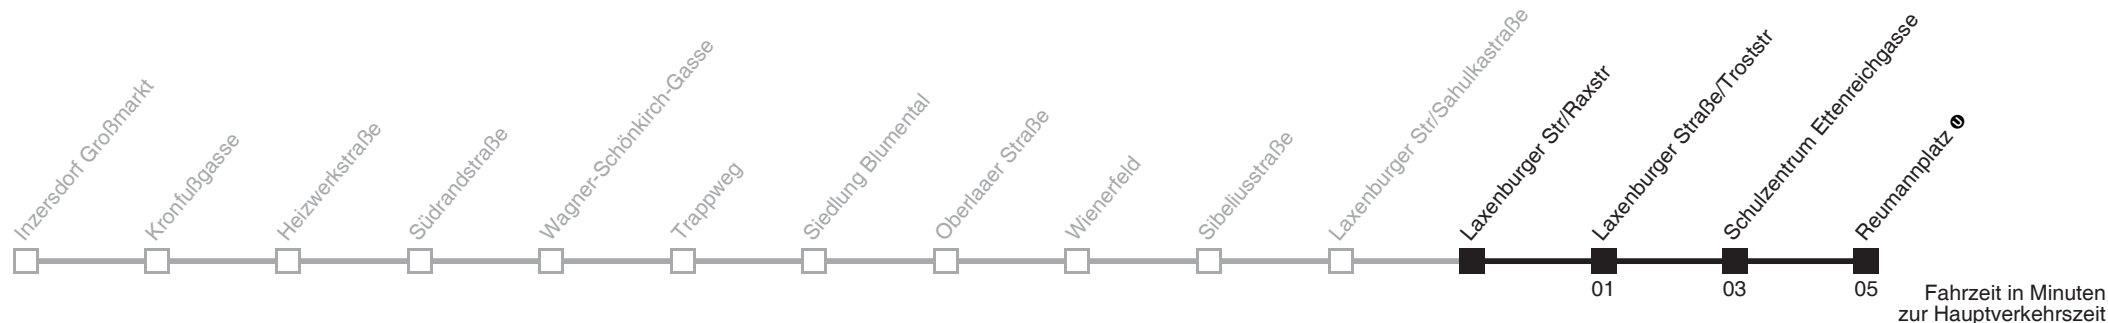 Inzersdorf Großmarkt
Kronfußgasse
Heizwerkstraße
Südrandstraße
Wagner-Schönkirch-Gasse
Trappweg
Siedlung Blumental
Oberlaaer Straße
Wienerfeld
Sibeliusstraße
Laxenburger Str/Sahulkastraße
Laxenburger Str/Raxstr
Laxenburger Straße/Troststr
Schulzentrum Ettenreichgasse
Reumannplatz U
01 03 05
Fahrzeit in Minuten
zur Hauptverkehrszeit